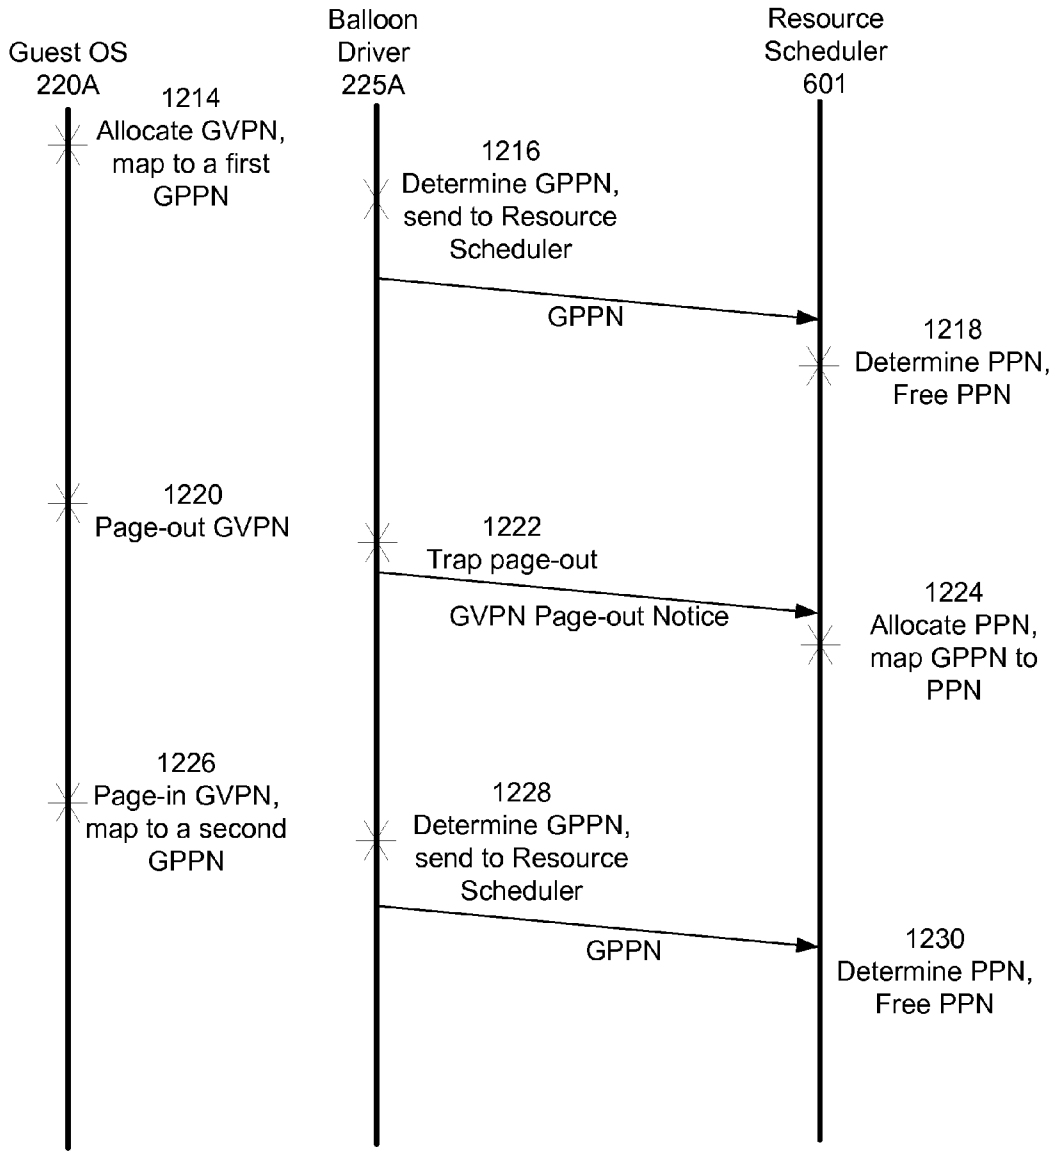 Guest OS
220A
Balloon
Driver
225A
Resource
Scheduler
601
1214
Allocate GVPN,
map to a first
GPPN
1216
Determine GPPN,
send to Resource
Scheduler
GPPN
1218
Determine PPN,
Free PPN
1220
Page-out GVPN
1222
Trap page-out
GVPN Page-out Notice
1224
Allocate PPN,
map GPPN to
PPN
1226
Page-in GVPN,
map to a second
GPPN
1228
Determine GPPN,
send to Resource
Scheduler
GPPN
1230
Determine PPN,
Free PPN